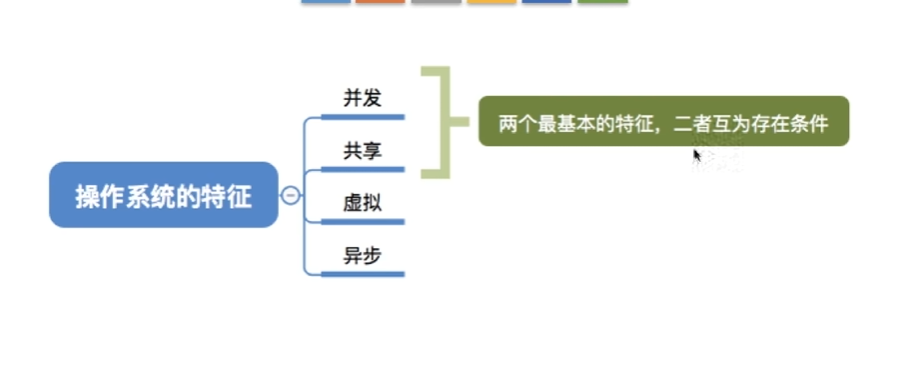 并发
两个最基本的特征，二者互为存在条件
共享
操作系统的特征
虚拟
异步